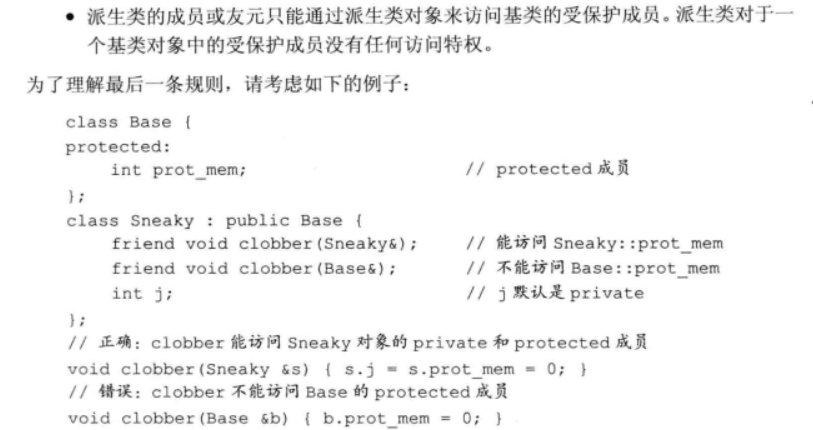 • 派生类的成员或友元只能通过派生类对象来访问基类的受保护成员。派生类对于一
个基类对象中的受保护成员没有任何访问特权。
为了理解最后一条规则，请考虑如下的例子：
class Base {
protected:
    int prot_mem;                    // protected 成员
};
class Sneaky : public Base {
    friend void clobber(Sneaky&);    // 能访问 Sneaky::prot_mem
    friend void clobber(Base&);      // 不能访问 Base::prot_mem
    int j;                           // j 默认是 private
};
// 正确：clobber 能访问 Sneaky 对象的 private 和 protected 成员
void clobber(Sneaky &s) { s.j = s.prot_mem = 0; }
// 错误：clobber 不能访问 Base 的 protected 成员
void clobber(Base &b) { b.prot_mem = 0; }